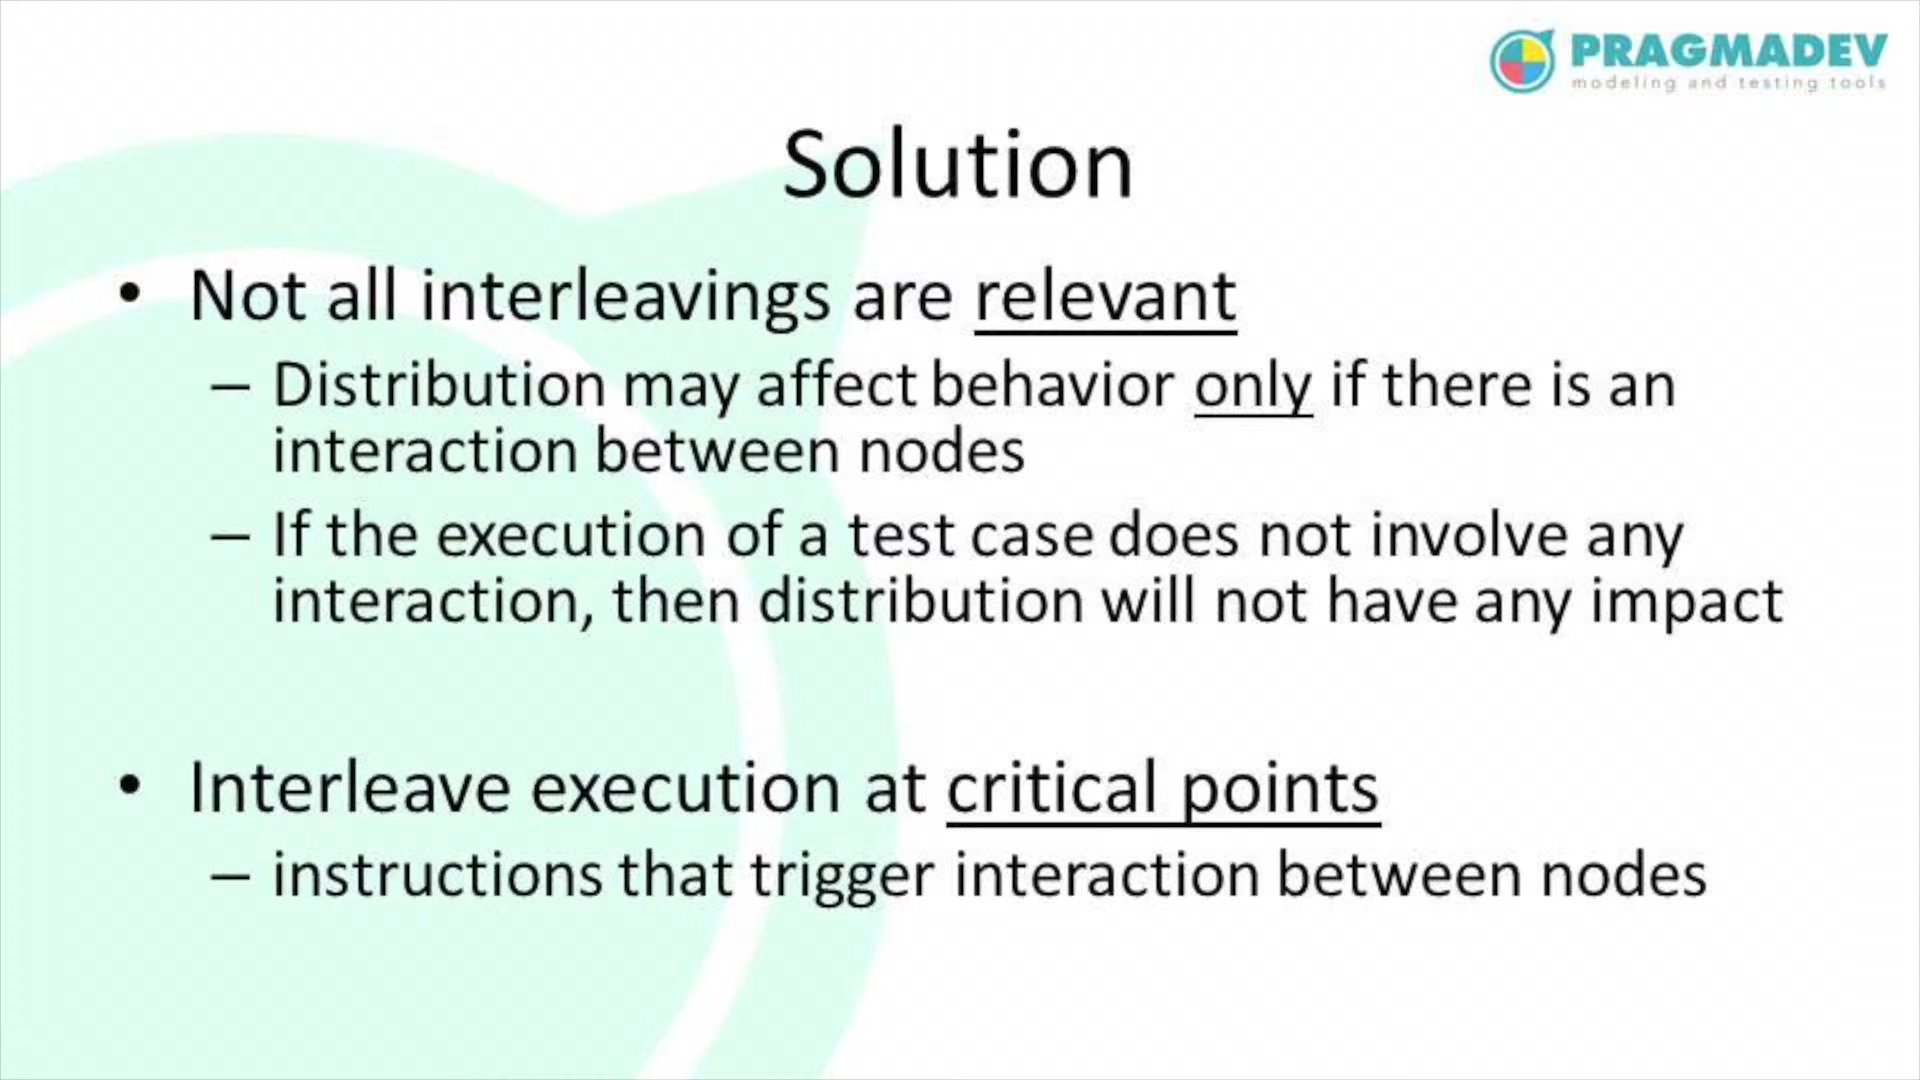 PRAGMADEV
modeling and testing tools
Solution
• Not all interleavings are relevant
– Distribution may affect behavior only if there is an
interaction between nodes
– If the execution of a test case does not involve any
interaction, then distribution will not have any impact
• Interleave execution at critical points
– instructions that trigger interaction between nodes